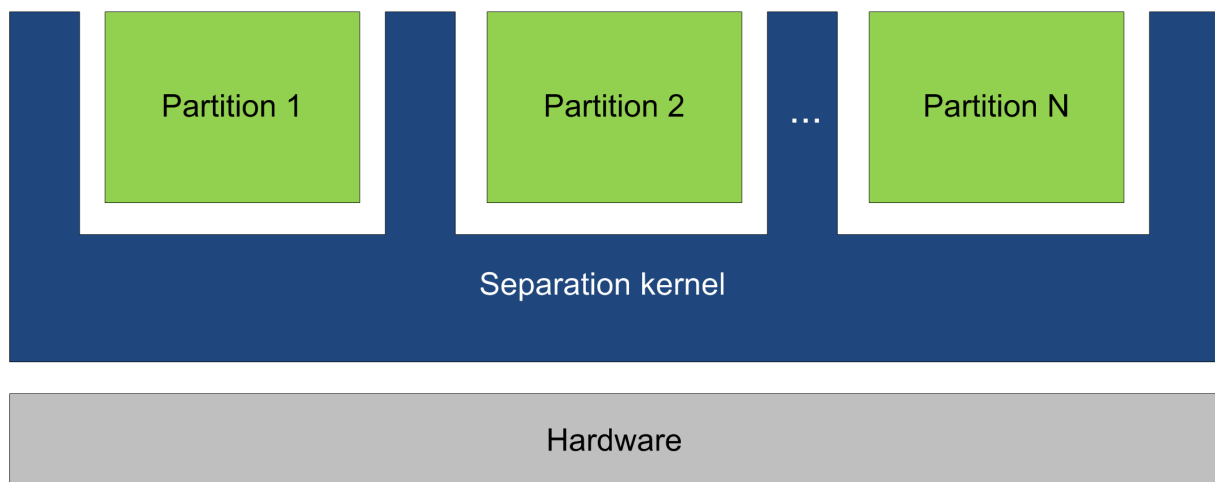 Partition 1
Partition 2
...
Partition N
Separation kernel
Hardware